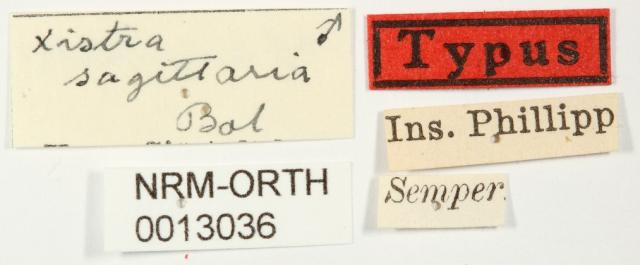 Xistra ♂
sagittaria
Bol
Typus
Ins. Phillipp
Semper.
NRM-ORTH
0013036